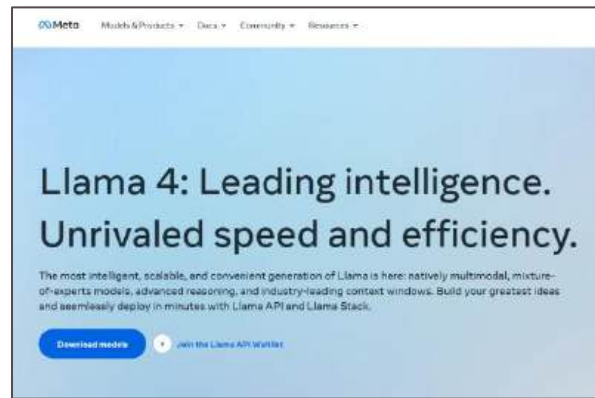 Meta Models & Products Docs Community Resources
Llama 4: Leading intelligence.
Unrivaled speed and efficiency.
The most intelligent, scalable, and convenient generation of Llama is here: natively multimodal, mixture-
of-experts models, advanced reasoning, and industry-leading context windows. Build your greatest ideas
and seemlessly deploy in minutes with Llama API and Llama Stack.
Download models Join the Llama API Waitlist